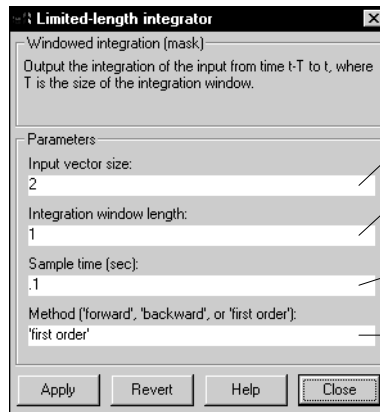 Limited-length integrator
Windowed integration (mask)
Output the integration of the input from time t-T to t, where
T is the size of the integration window.
Parameters
Input vector size:
2
Integration window length:
1
Sample time (sec):
.1
Method ('forward', 'backward', or 'first order'):
'first order'
Apply Revert Help Close